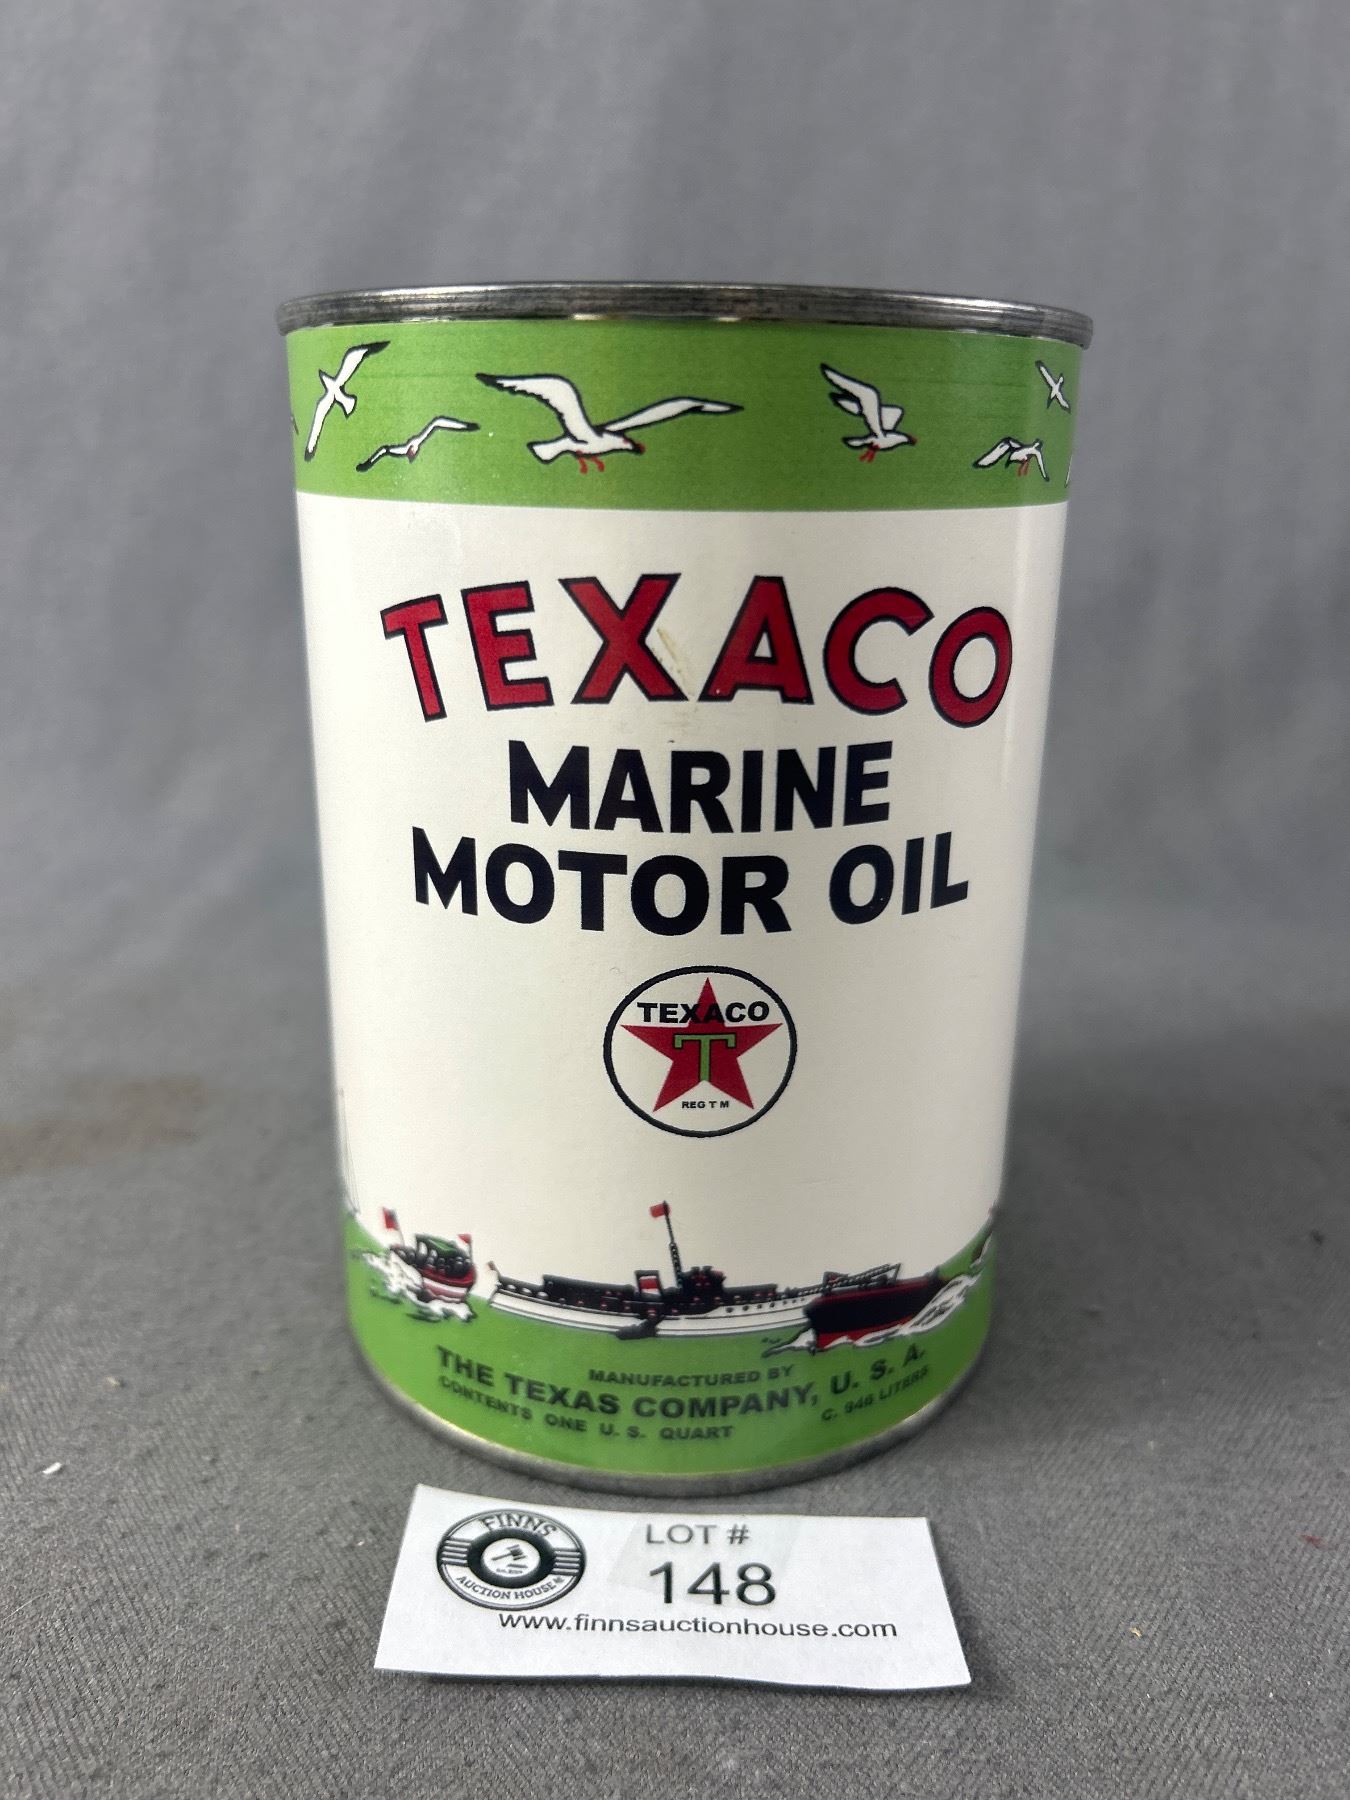 TEXACO
MARINE
MOTOR OIL
TEXACO
T
REG T M
MANUFACTURED BY
THE TEXAS COMPANY, U. S. A.
CONTENTS ONE U. S. QUART C. 946 LITERS
FINNS
AUCTION HOUSE
LOT #
148
www.finnsauctionhouse.com